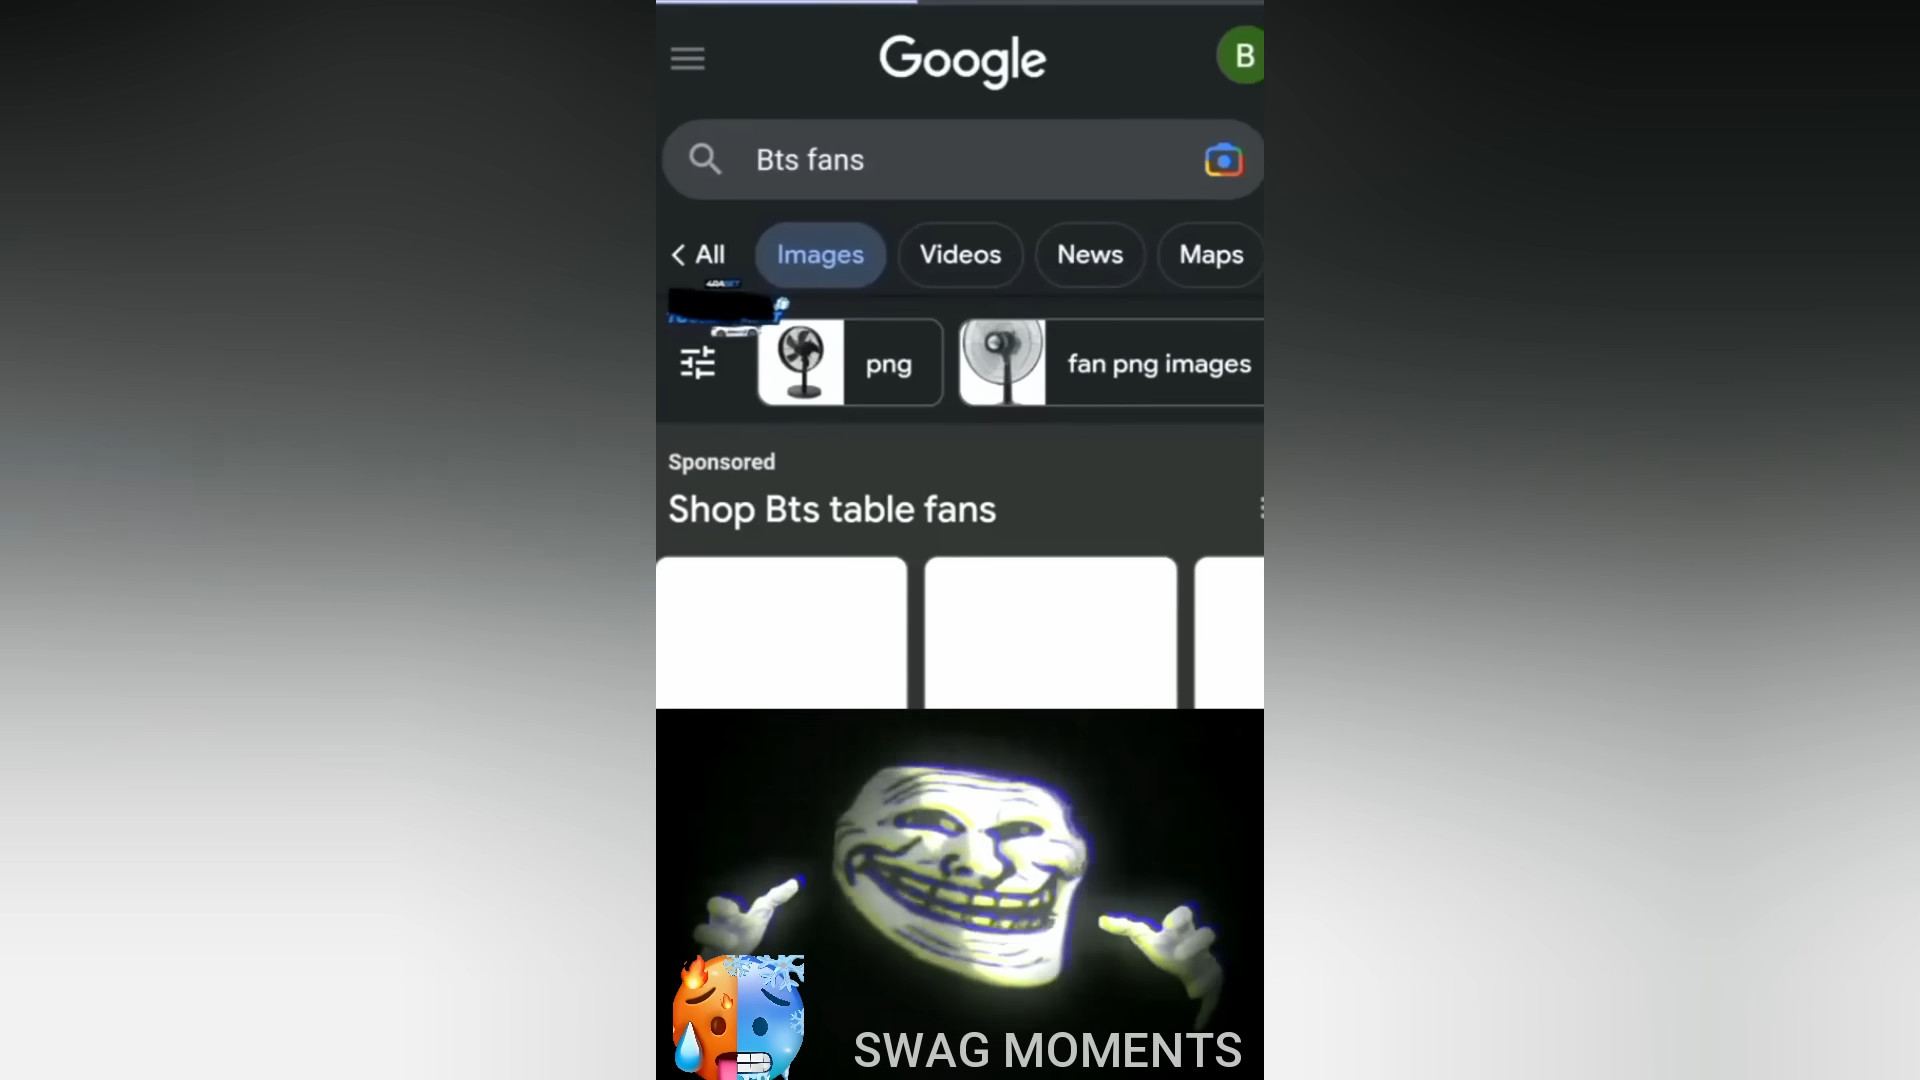 Google
B
Bts fans
All
Images
Videos
News
Maps
png
fan png images
Sponsored
Shop Bts table fans
SWAG MOMENTS